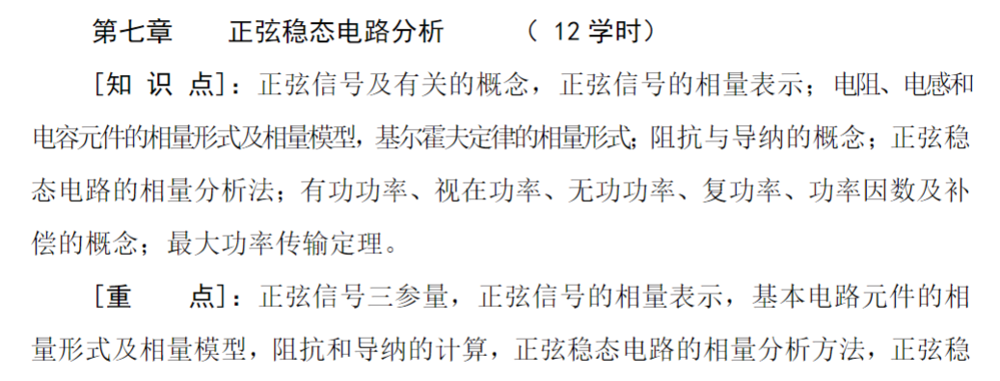 第七章 正弦稳态电路分析 （ 12 学时）
[知 识 点]：正弦信号及有关的概念，正弦信号的相量表示；电阻、电感和
电容元件的相量形式及相量模型，基尔霍夫定律的相量形式；阻抗与导纳的概念；正弦稳
态电路的相量分析法；有功功率、视在功率、无功功率、复功率、功率因数及补
偿的概念；最大功率传输定理。
[重 点]：正弦信号三参量，正弦信号的相量表示，基本电路元件的相
量形式及相量模型，阻抗和导纳的计算，正弦稳态电路的相量分析方法，正弦稳